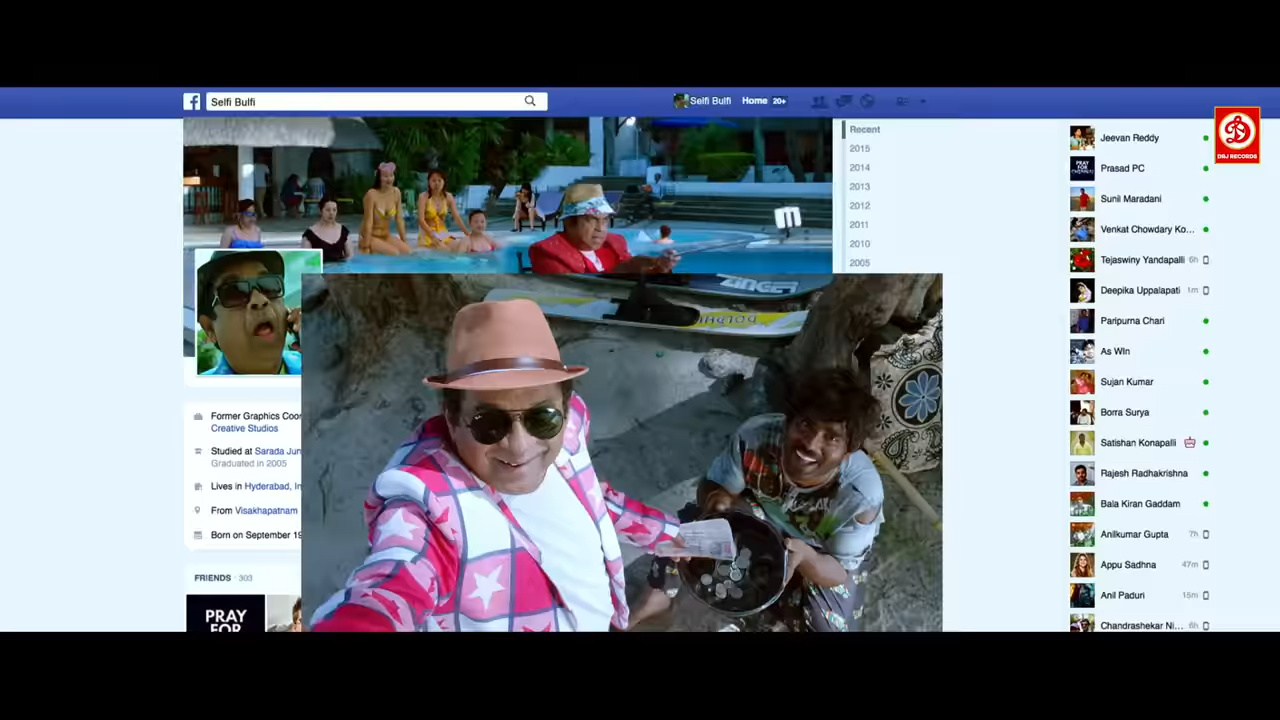 Selfi Bulfi
Selfi Bulfi Home 20+
DRJ RECORDS
Recent
2015
2014
2013
2012
2011
2010
2005
Jeevan Reddy
Prasad PC
Sunil Maradani
Venkat Chowdary Ko...
Tejaswiny Yandapalli 6h
Deepika Uppalapati 1m
Paripurna Chari
As Win
Sujan Kumar
Borra Surya
Satishan Konapalli
Rajesh Radhakrishna
Bala Kiran Gaddam
Anilkumar Gupta 7h
Appu Sadhna 47m
Anil Paduri 15m
Chandrashekar Ni... 6h
ZINGER
Former Graphics Coor
Creative Studios
Studied at Sarada Jun
Graduated in 2005
Lives in Hyderabad, In
From Visakhapatnam
Born on September 19
FRIENDS · 303
PRAY
FOR